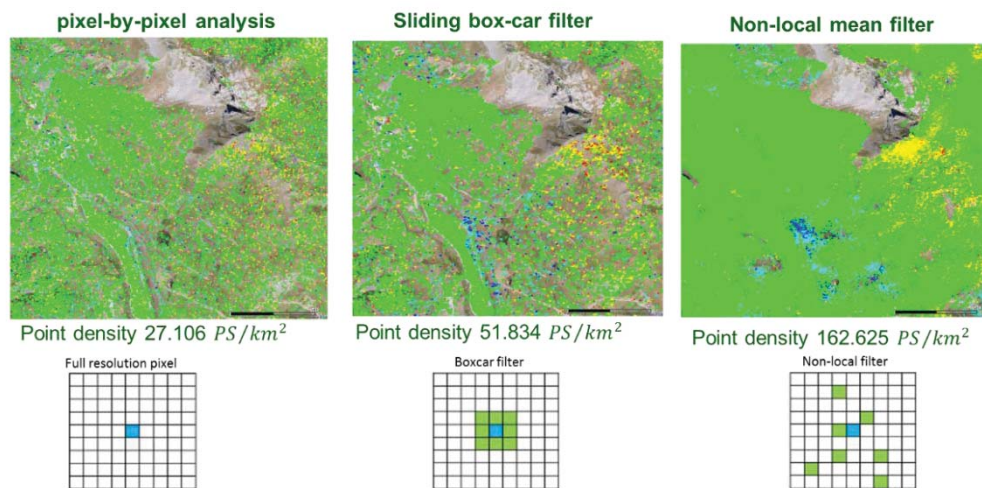 pixel-by-pixel analysis
Sliding box-car filter
Non-local mean filter
Point density 27.106 PS/km²
Point density 51.834 PS/km²
Point density 162.625 PS/km²
Full resolution pixel
Boxcar filter
Non-local filter